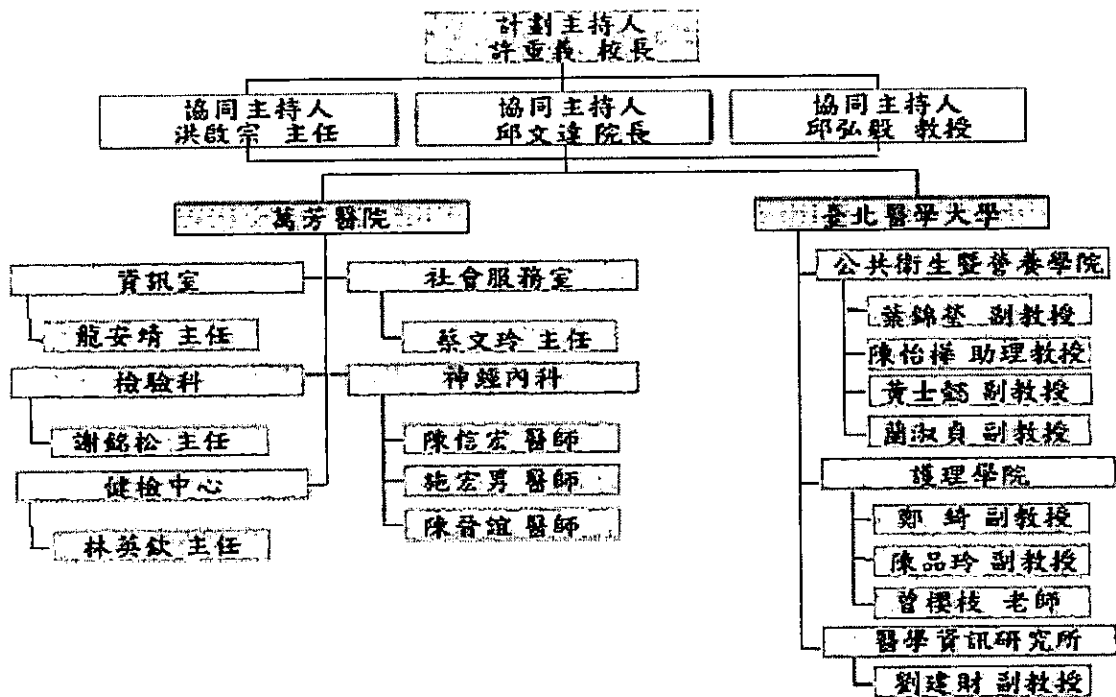 計劃主持人
許重義 校長
協同主持人
洪啟宗 主任
協同主持人
邱文達 院長
協同主持人
邱弘毅 教授
萬芳醫院
資訊室
龍安靖 主任
檢驗科
謝銘松 主任
健檢中心
林英欽 主任
社會服務室
蔡文玲 主任
神經內科
陳信宏 醫師
施宏男 醫師
陳晉誼 醫師
臺北醫學大學
公共衛生暨營養學院
葉錦瑩 副教授
陳怡樺 助理教授
黃士懿 副教授
簡淑貞 副教授
護理學院
鄭 綺 副教授
陳品玲 副教授
曾櫻枝 老師
醫學資訊研究所
劉建財 副教授